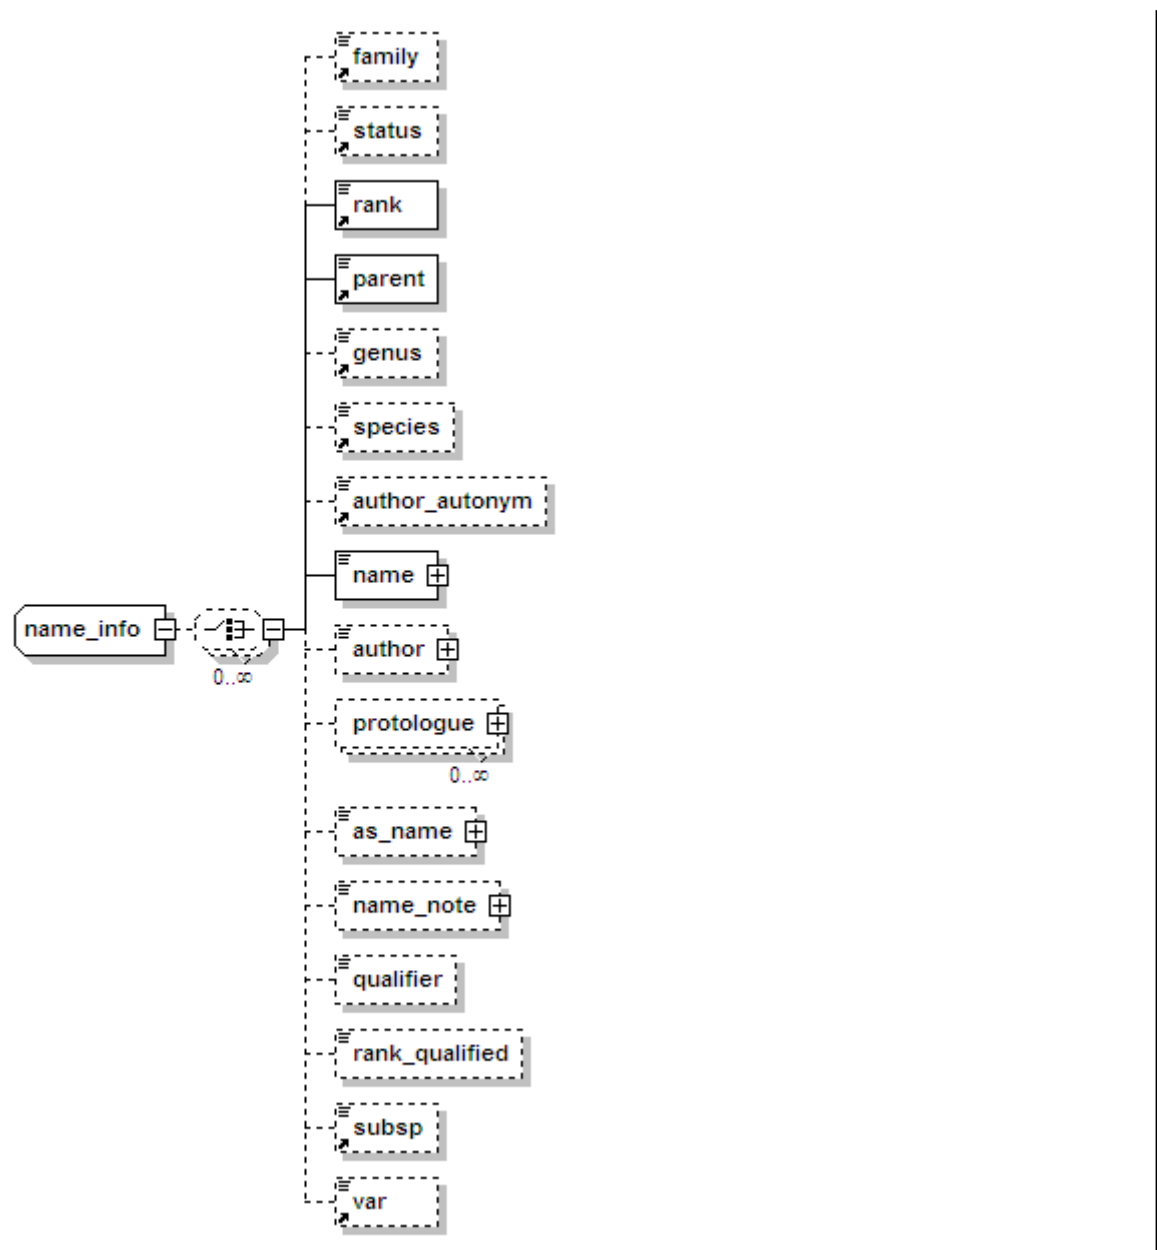 family
status
rank
parent
genus
species
author_autonym
name
name_info
0..∞
author
protologue
0..∞
as_name
name_note
qualifier
rank_qualified
subsp
var